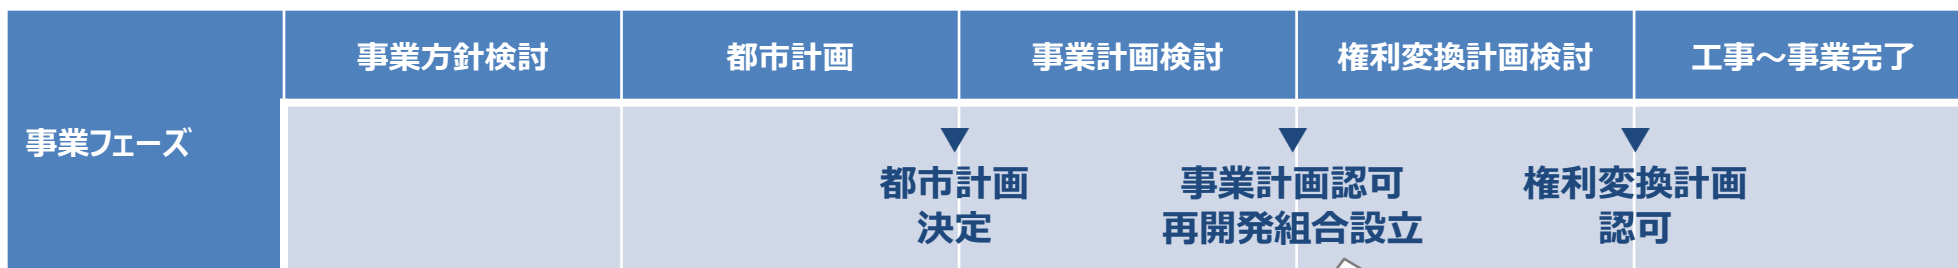 事業フェーズ
事業方針検討
都市計画
事業計画検討
権利変換計画検討
工事～事業完了
▼
都市計画
決定
▼
事業計画認可
再開発組合設立
▼
権利変換計画
認可